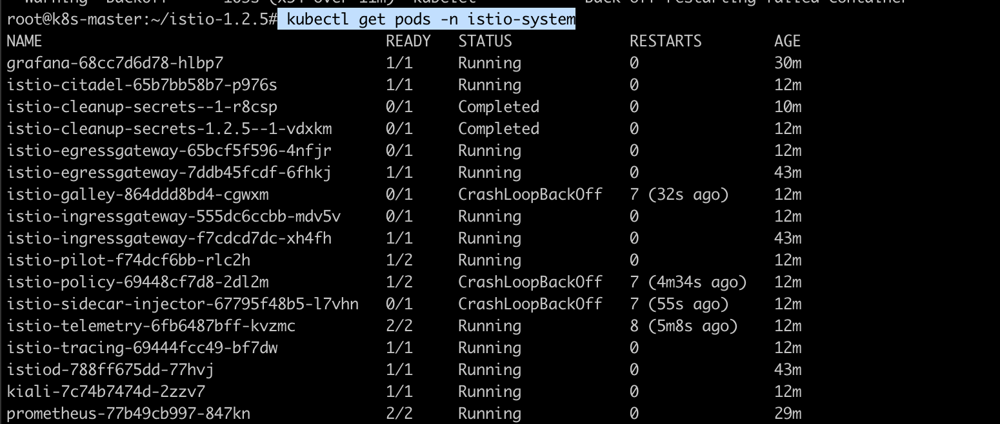 Warning BackOff (x54 over 11m) kubelet Back-off restarting failed container
root@k8s-master:~/istio-1.2.5# kubectl get pods -n istio-system
NAME READY STATUS RESTARTS AGE
grafana-68cc7d6d78-hlbp7 1/1 Running 0 30m
istio-citadel-65b7bb58b7-p976s 1/1 Running 0 12m
istio-cleanup-secrets--1-r8csp 0/1 Completed 0 10m
istio-cleanup-secrets-1.2.5--1-vdxkm 0/1 Completed 0 12m
istio-egressgateway-65bcf5f596-4nfjr 0/1 Running 0 12m
istio-egressgateway-7ddb45fcdf-6fhkj 1/1 Running 0 43m
istio-galley-864ddd8bd4-cgwxm 0/1 CrashLoopBackOff 7 (32s ago) 12m
istio-ingressgateway-555dc6ccbb-mdv5v 0/1 Running 0 12m
istio-ingressgateway-f7cdcd7dc-xh4fh 1/1 Running 0 43m
istio-pilot-f74dcf6bb-rlc2h 1/2 Running 0 12m
istio-policy-69448cf7d8-2dl2m 1/2 CrashLoopBackOff 7 (4m34s ago) 12m
istio-sidecar-injector-67795f48b5-l7vhn 0/1 CrashLoopBackOff 7 (55s ago) 12m
istio-telemetry-6fb6487bff-kvzmc 2/2 Running 8 (5m8s ago) 12m
istio-tracing-69444fcc49-bf7dw 1/1 Running 0 12m
istiod-788ff675dd-77hvj 1/1 Running 0 43m
kiali-7c74b7474d-2zzv7 1/1 Running 0 12m
prometheus-77b49cb997-847kn 2/2 Running 0 29m